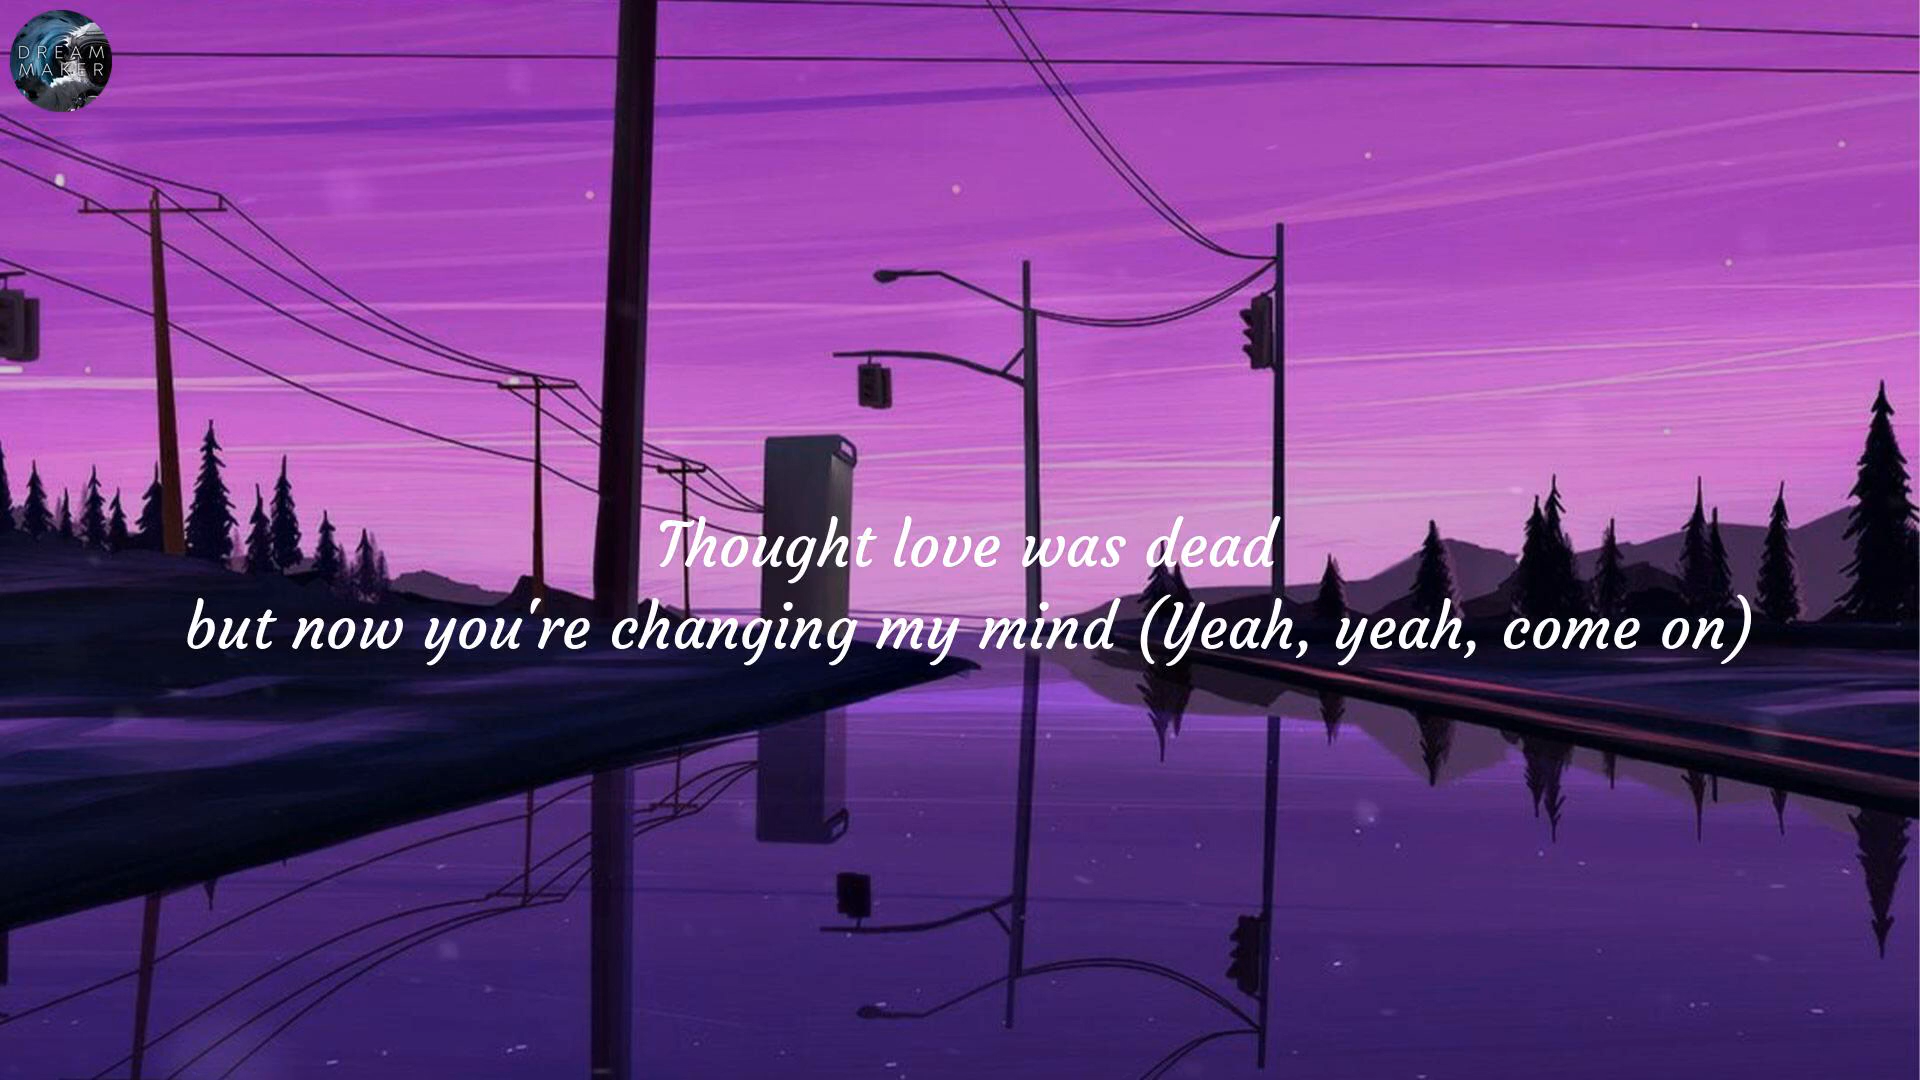 DREAM
MAKER
Thought love was dead
but now you're changing my mind (Yeah, yeah, come on)